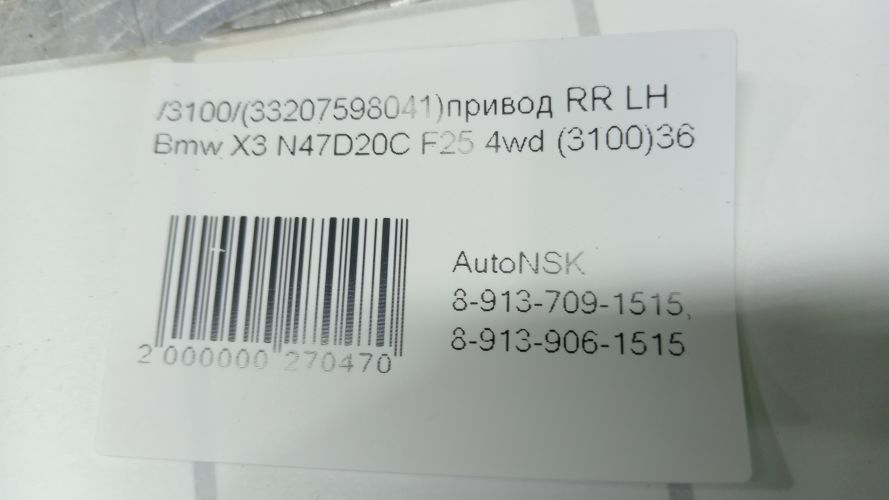 /3100/(33207598041)привод RR LH
Bmw X3 N47D20C F25 4wd (3100)36
AutoNSK
8-913-709-1515,
8-913-906-1515
2 000000 270470